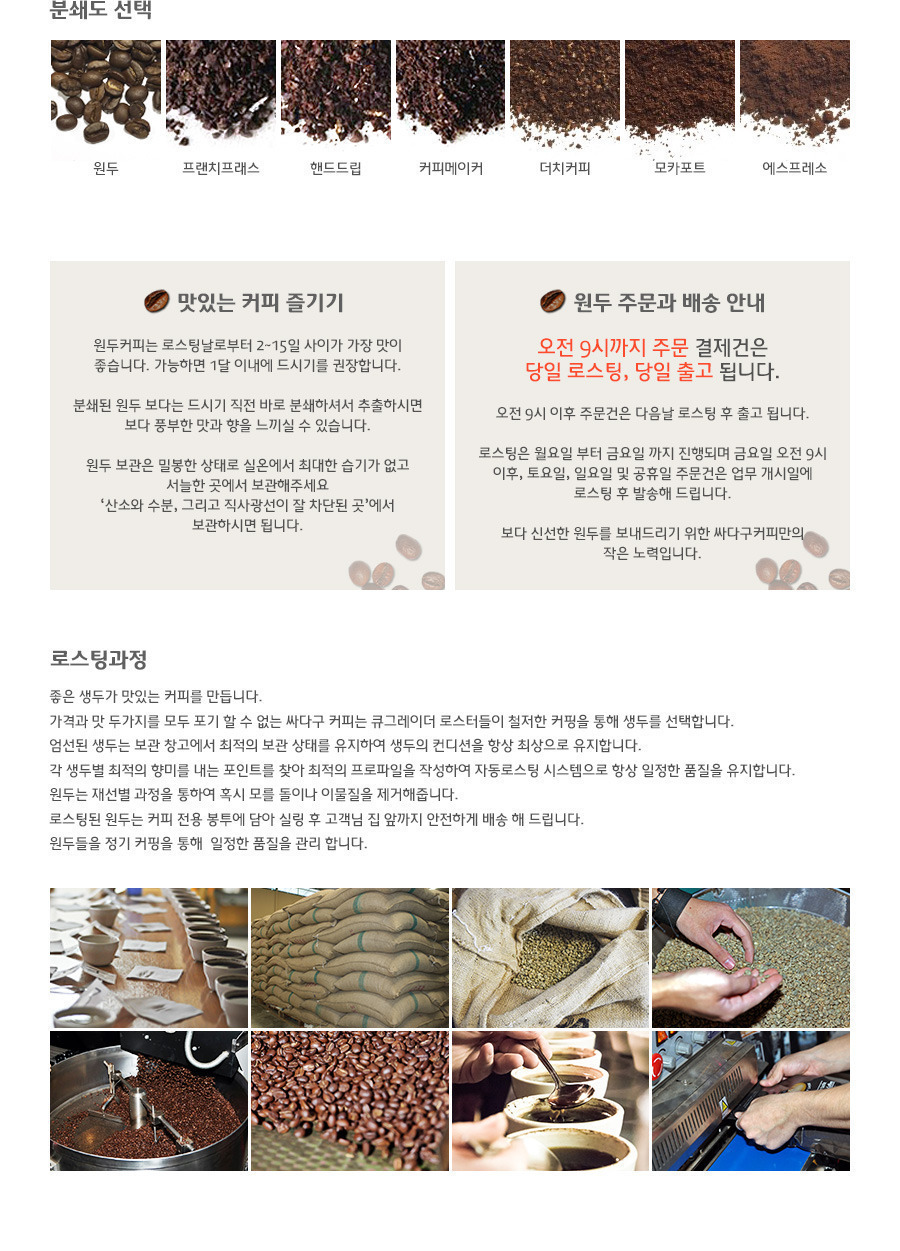 분쇄도 선택
원두
프랜치프래스
핸드드립
커피메이커
더치커피
모카포트
에스프레소
맛있는 커피 즐기기
원두커피는 로스팅날로부터 2~15일 사이가 가장 맛이
좋습니다. 가능하면 1달 이내에 드시기를 권장합니다.
분쇄된 원두 보다는 드시기 직전 바로 분쇄하셔서 추출하시면
보다 풍부한 맛과 향을 느끼실 수 있습니다.
원두 보관은 밀봉한 상태로 실온에서 최대한 습기가 없고
서늘한 곳에서 보관해주세요
‘산소와 수분, 그리고 직사광선이 잘 차단된 곳’에서
보관하시면 됩니다.
원두 주문과 배송 안내
오전 9시까지 주문 결제건은
당일 로스팅, 당일 출고 됩니다.
오전 9시 이후 주문건은 다음날 로스팅 후 출고 됩니다.
로스팅은 월요일 부터 금요일 까지 진행되며 금요일 오전 9시
이후, 토요일, 일요일 및 공휴일 주문건은 업무 개시일에
로스팅 후 발송해 드립니다.
보다 신선한 원두를 보내드리기 위한 싸다구커피만의
작은 노력입니다.
로스팅과정
좋은 생두가 맛있는 커피를 만듭니다.
가격과 맛 두가지를 모두 포기 할 수 없는 싸다구 커피는 큐그레이더 로스터들이 철저한 커핑을 통해 생두를 선택합니다.
엄선된 생두는 보관 창고에서 최적의 보관 상태를 유지하여 생두의 컨디션을 항상 최상으로 유지합니다.
각 생두별 최적의 향미를 내는 포인트를 찾아 최적의 프로파일을 작성하여 자동로스팅 시스템으로 항상 일정한 품질을 유지합니다.
원두는 재선별 과정을 통하여 혹시 모를 돌이나 이물질을 제거해줍니다.
로스팅된 원두는 커피 전용 봉투에 담아 실링 후 고객님 집 앞까지 안전하게 배송 해 드립니다.
원두들을 정기 커핑을 통해 일정한 품질을 관리 합니다.